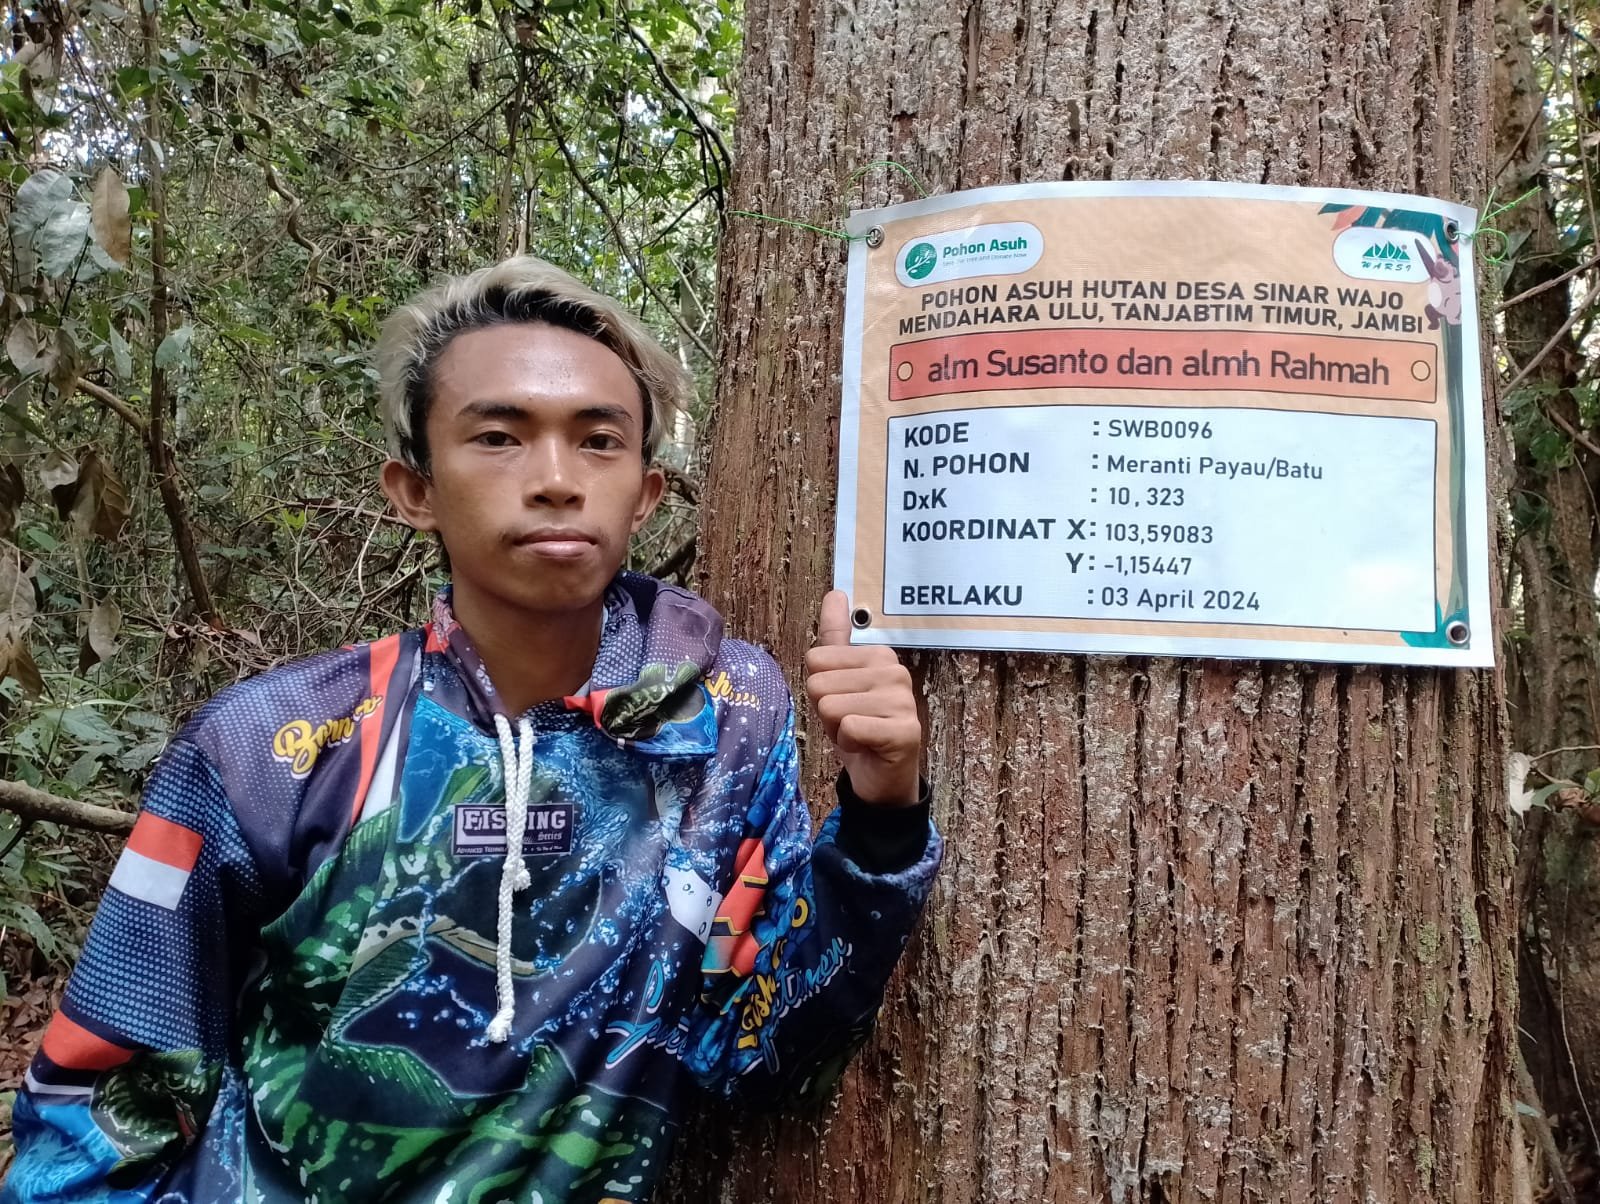 Pohon Asuh
WARSI
POHON ASUH HUTAN DESA SINAR WAJO
MENDAHARA ULU, TANJABTIM TIMUR, JAMBI
alm Susanto dan almh Rahmah
KODE : SWB0096
N. POHON : Meranti Payau/Batu
DxK : 10, 323
KOORDINAT X: 103,59083
Y: -1,15447
BERLAKU : 03 April 2024
FISHING
Series